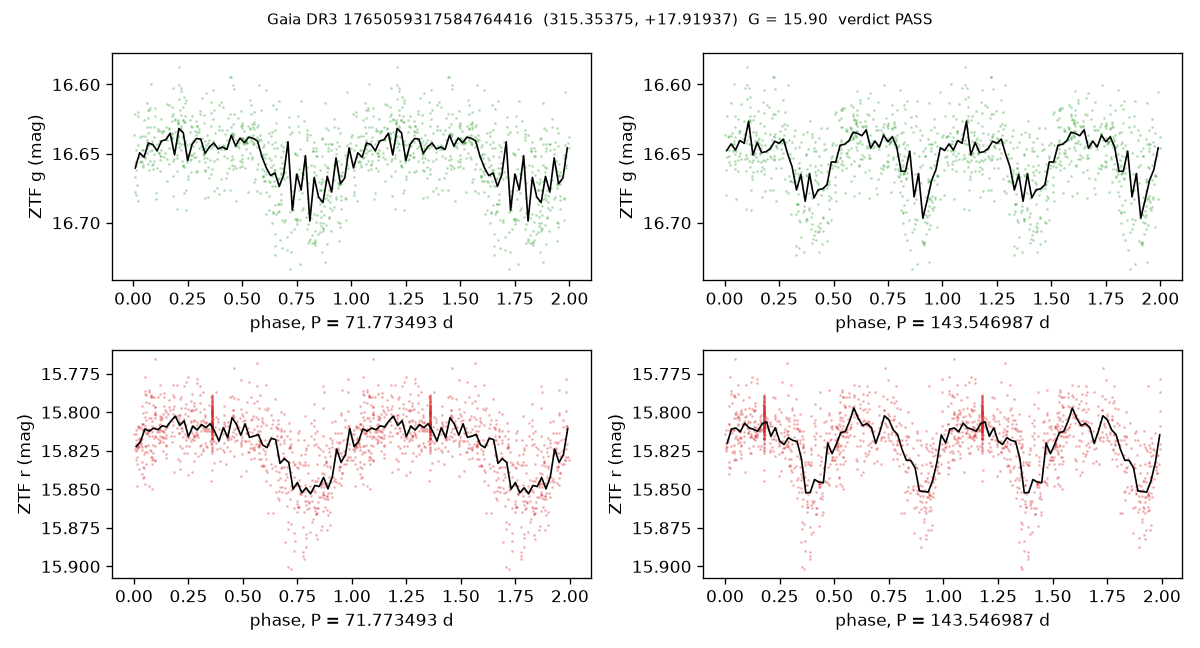 Gaia DR3 1765059317584764416  (315.35375, +17.91937)  G = 15.90  verdict PASS
ZTF g (mag)
16.60
16.65
16.70
0.00 0.25 0.50 0.75 1.00 1.25 1.50 1.75 2.00
phase, P = 71.773493 d
ZTF g (mag)
16.60
16.65
16.70
0.00 0.25 0.50 0.75 1.00 1.25 1.50 1.75 2.00
phase, P = 143.546987 d
ZTF r (mag)
15.775
15.800
15.825
15.850
15.875
15.900
0.00 0.25 0.50 0.75 1.00 1.25 1.50 1.75 2.00
phase, P = 71.773493 d
ZTF r (mag)
15.775
15.800
15.825
15.850
15.875
15.900
0.00 0.25 0.50 0.75 1.00 1.25 1.50 1.75 2.00
phase, P = 143.546987 d